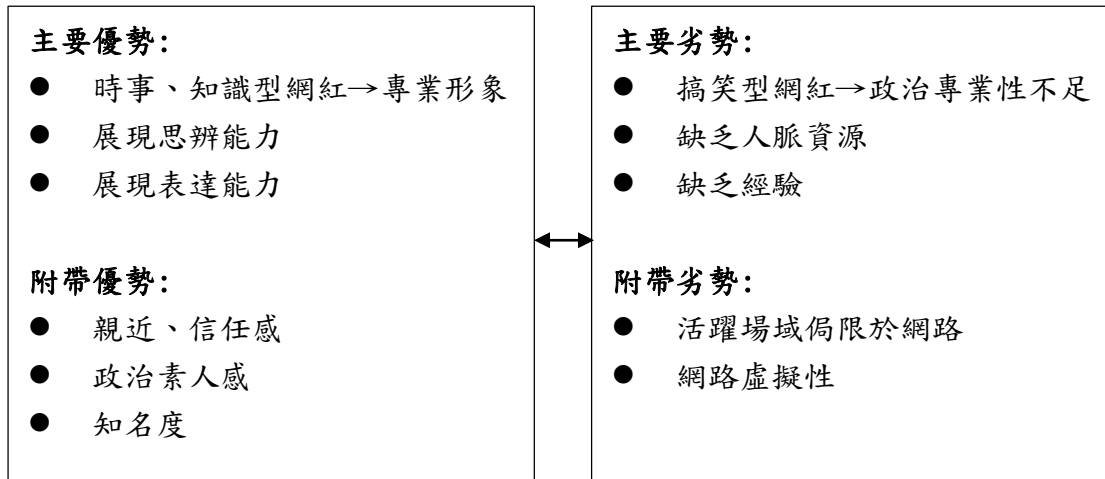 主要優勢:
● 時事、知識型網紅→專業形象
● 展現思辨能力
● 展現表達能力
附帶優勢:
● 親近、信任感
● 政治素人感
● 知名度
主要劣勢:
● 搞笑型網紅→政治專業性不足
● 缺乏人脈資源
● 缺乏經驗
附帶劣勢:
● 活躍場域侷限於網路
● 網路虛擬性